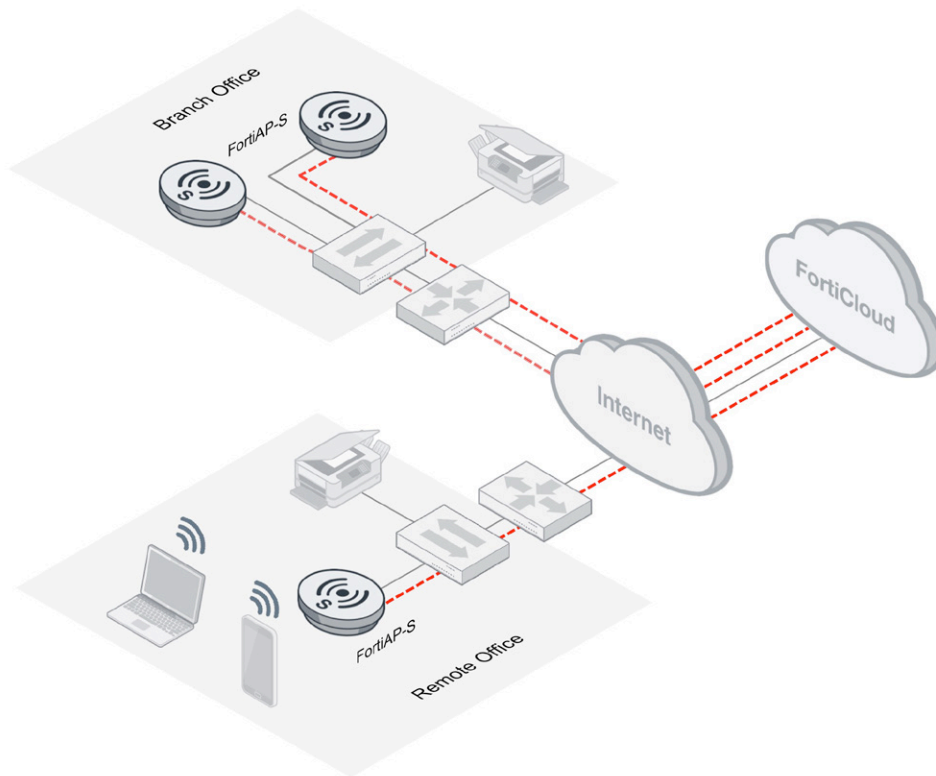 Branch Office
FortiAP-S
S
S
FortiCloud
Internet
S
FortiAP-S
Remote Office